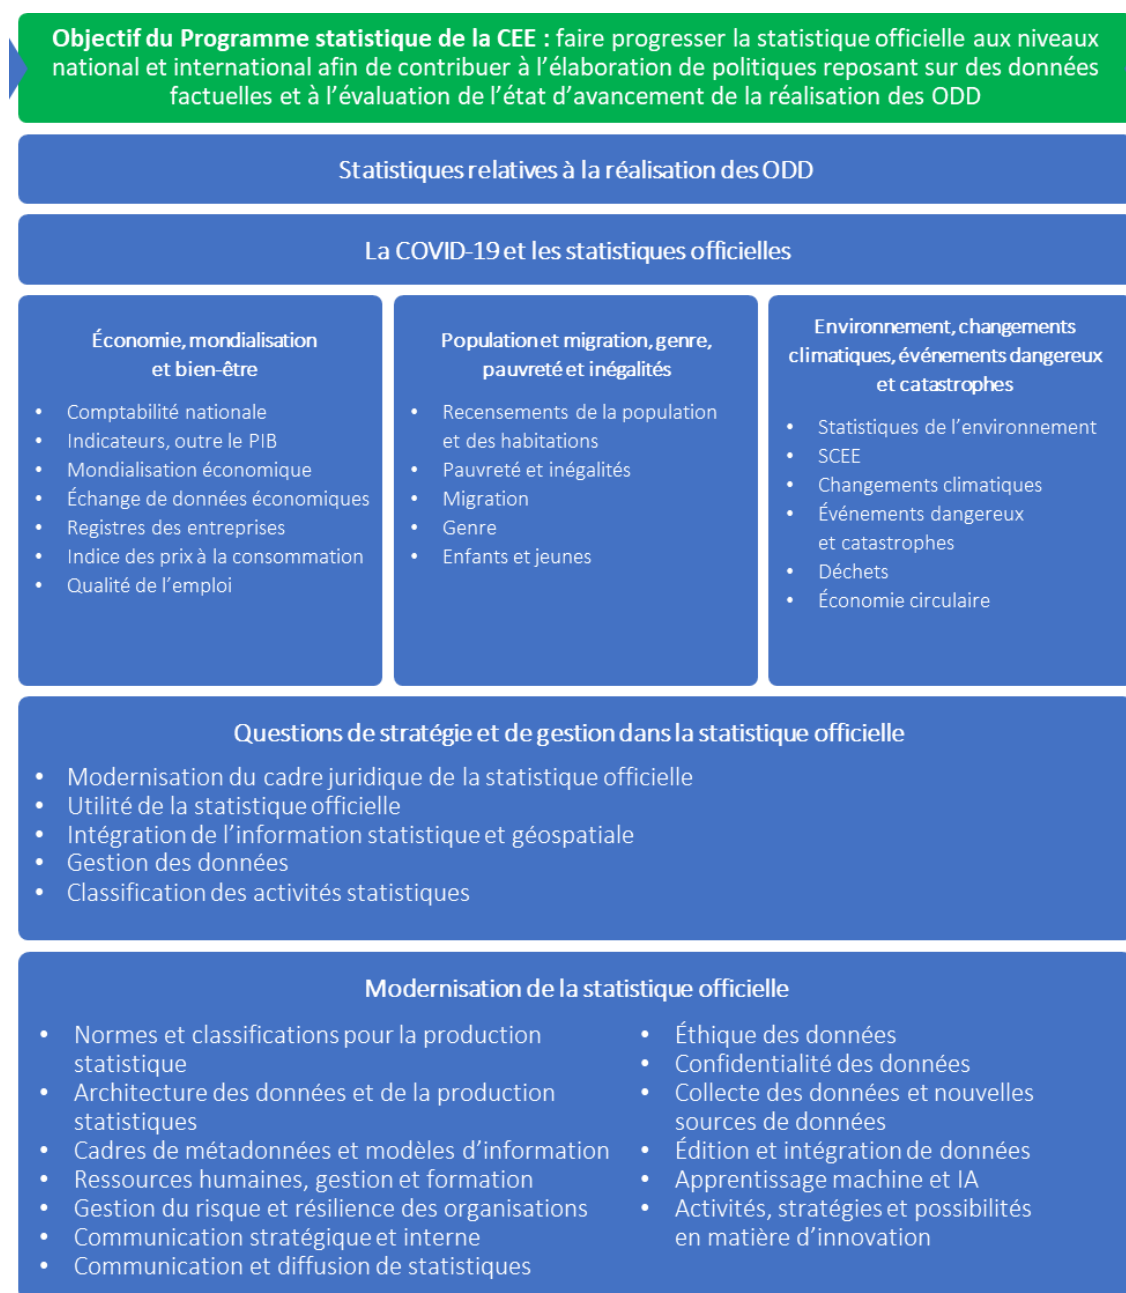 Objectif du Programme statistique de la CEE : faire progresser la statistique officielle aux niveaux
national et international afin de contribuer à l’élaboration de politiques reposant sur des données
factuelles et à l’évaluation de l’état d’avancement de la réalisation des ODD
Statistiques relatives à la réalisation des ODD
La COVID-19 et les statistiques officielles
Économie, mondialisation
et bien-être
• Comptabilité nationale
• Indicateurs, outre le PIB
• Mondialisation économique
• Échange de données économiques
• Registres des entreprises
• Indice des prix à la consommation
• Qualité de l’emploi
Population et migration, genre,
pauvreté et inégalités
• Recensements de la population
et des habitations
• Pauvreté et inégalités
• Migration
• Genre
• Enfants et jeunes
Environnement, changements
climatiques, événements dangereux
et catastrophes
• Statistiques de l’environnement
• SCEE
• Changements climatiques
• Événements dangereux
et catastrophes
• Déchets
• Économie circulaire
Questions de stratégie et de gestion dans la statistique officielle
• Modernisation du cadre juridique de la statistique officielle
• Utilité de la statistique officielle
• Intégration de l’information statistique et géospatiale
• Gestion des données
• Classification des activités statistiques
Modernisation de la statistique officielle
• Normes et classifications pour la production
statistique
• Architecture des données et de la production
statistiques
• Cadres de métadonnées et modèles d’information
• Ressources humaines, gestion et formation
• Gestion du risque et résilience des organisations
• Communication stratégique et interne
• Communication et diffusion de statistiques
• Éthique des données
• Confidentialité des données
• Collecte des données et nouvelles
sources de données
• Édition et intégration de données
• Apprentissage machine et IA
• Activités, stratégies et possibilités
en matière d’innovation